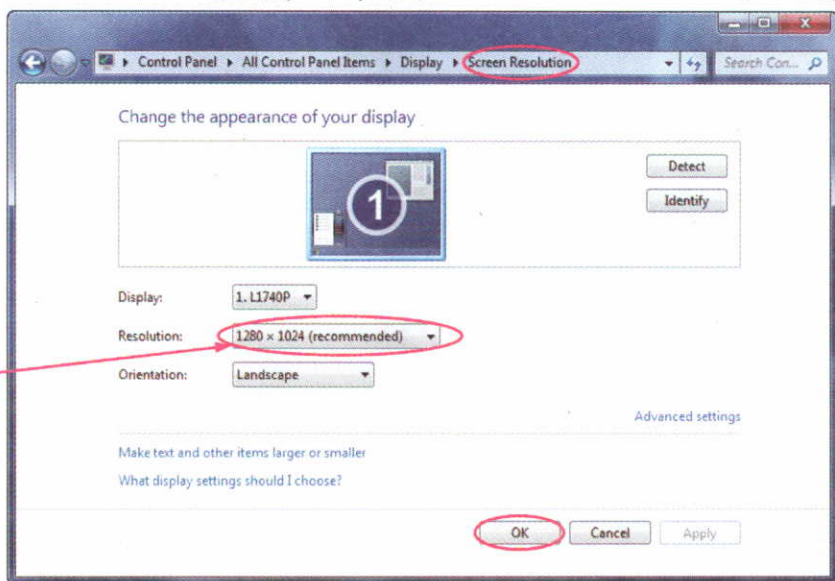 Control Panel ▸ All Control Panel Items ▸ Display ▸ Screen Resolution
Search Con...
Change the appearance of your display
1
Detect
Identify
Display: 1. L1740P
Resolution: 1280 × 1024 (recommended)
Orientation: Landscape
Advanced settings
Make text and other items larger or smaller
What display settings should I choose?
OK Cancel Apply